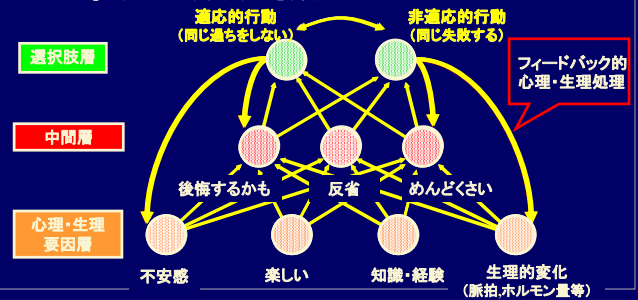 適応的行動
(同じ過ちをしない)
非適応的行動
(同じ失敗する)
選択肢層
フィードバック的
心理・生理処理
中間層
後悔するかも
反省
めんどくさい
心理・生理
要因層
不安感
楽しい
知識・経験
生理的変化
(脈拍,ホルモン量等)